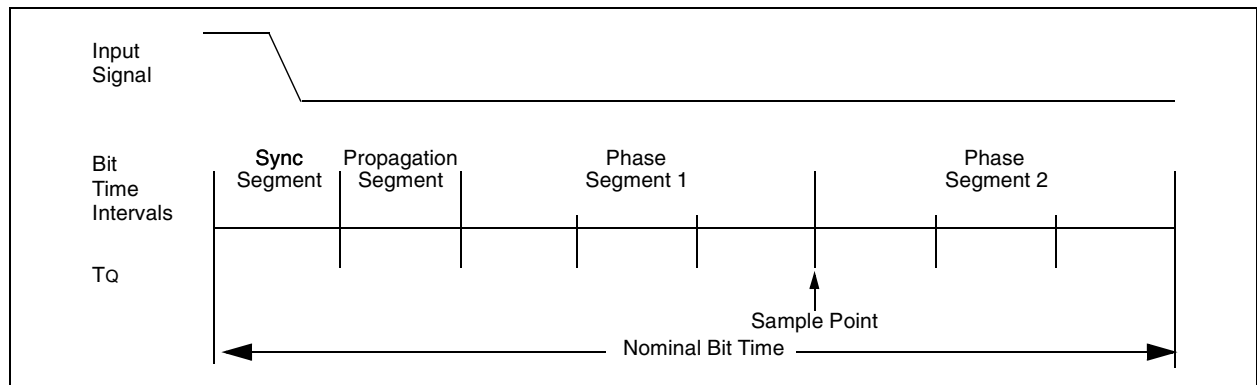 Input
Signal
Bit
Time
Intervals
Sync
Segment
Propagation
Segment
Phase
Segment 1
Phase
Segment 2
TQ
Sample Point
Nominal Bit Time